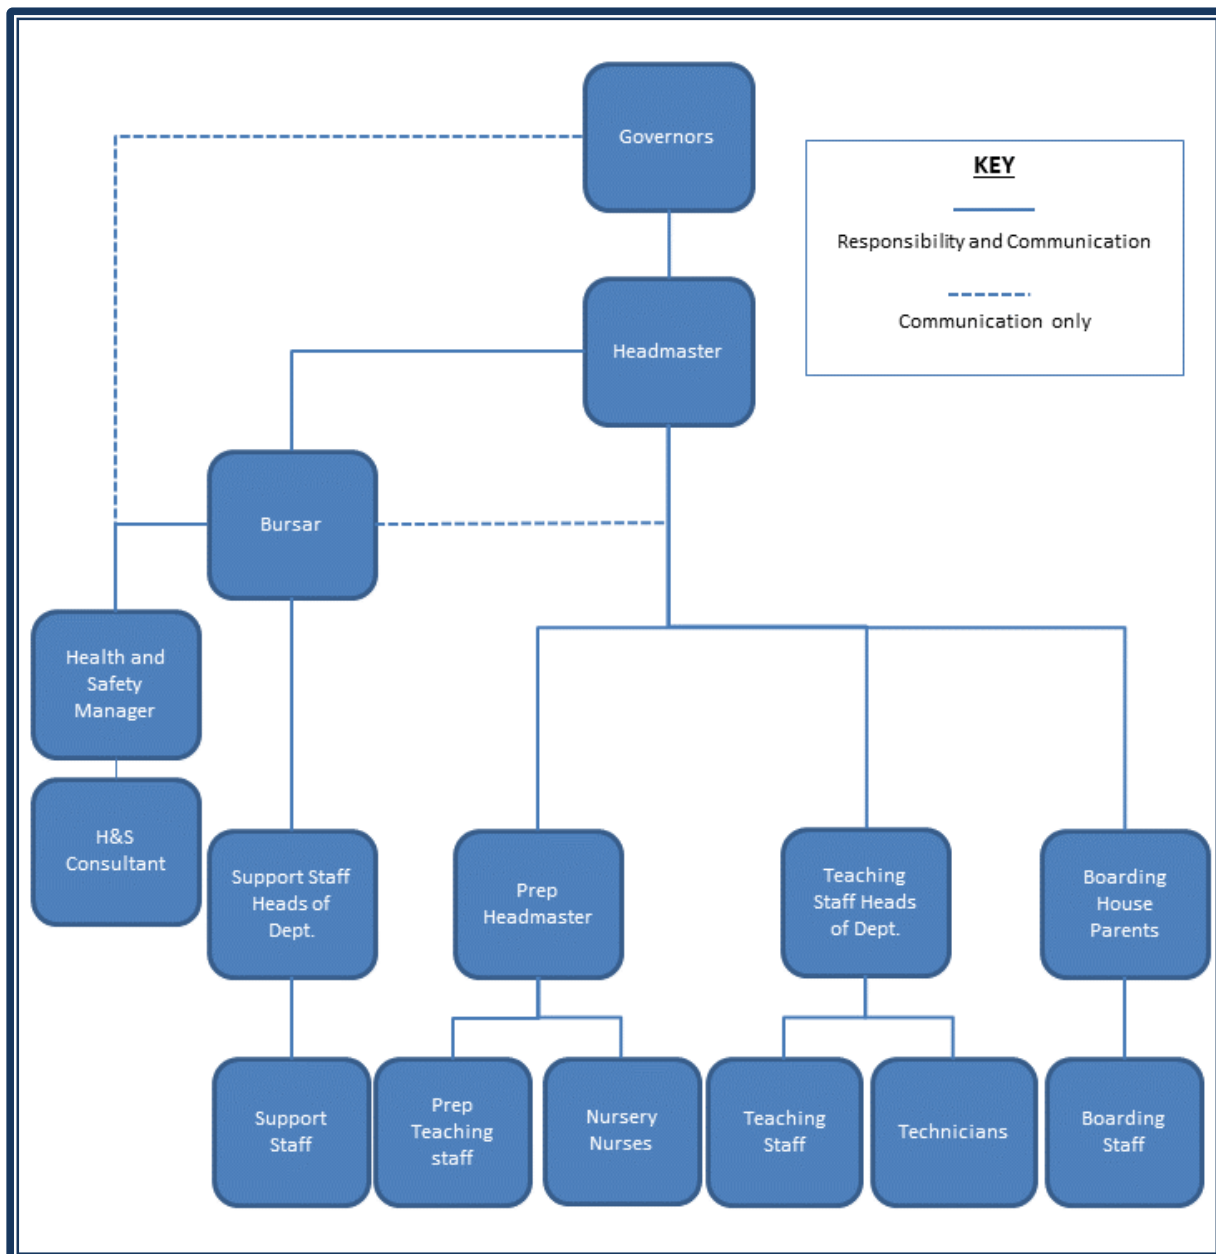 Governors
KEY
Responsibility and Communication
Communication only
Headmaster
Bursar
Health and
Safety
Manager
H&S
Consultant
Support Staff
Heads of
Dept.
Prep
Headmaster
Teaching
Staff Heads
of Dept.
Boarding
House
Parents
Support
Staff
Prep
Teaching
staff
Nursery
Nurses
Teaching
Staff
Technicians
Boarding
Staff